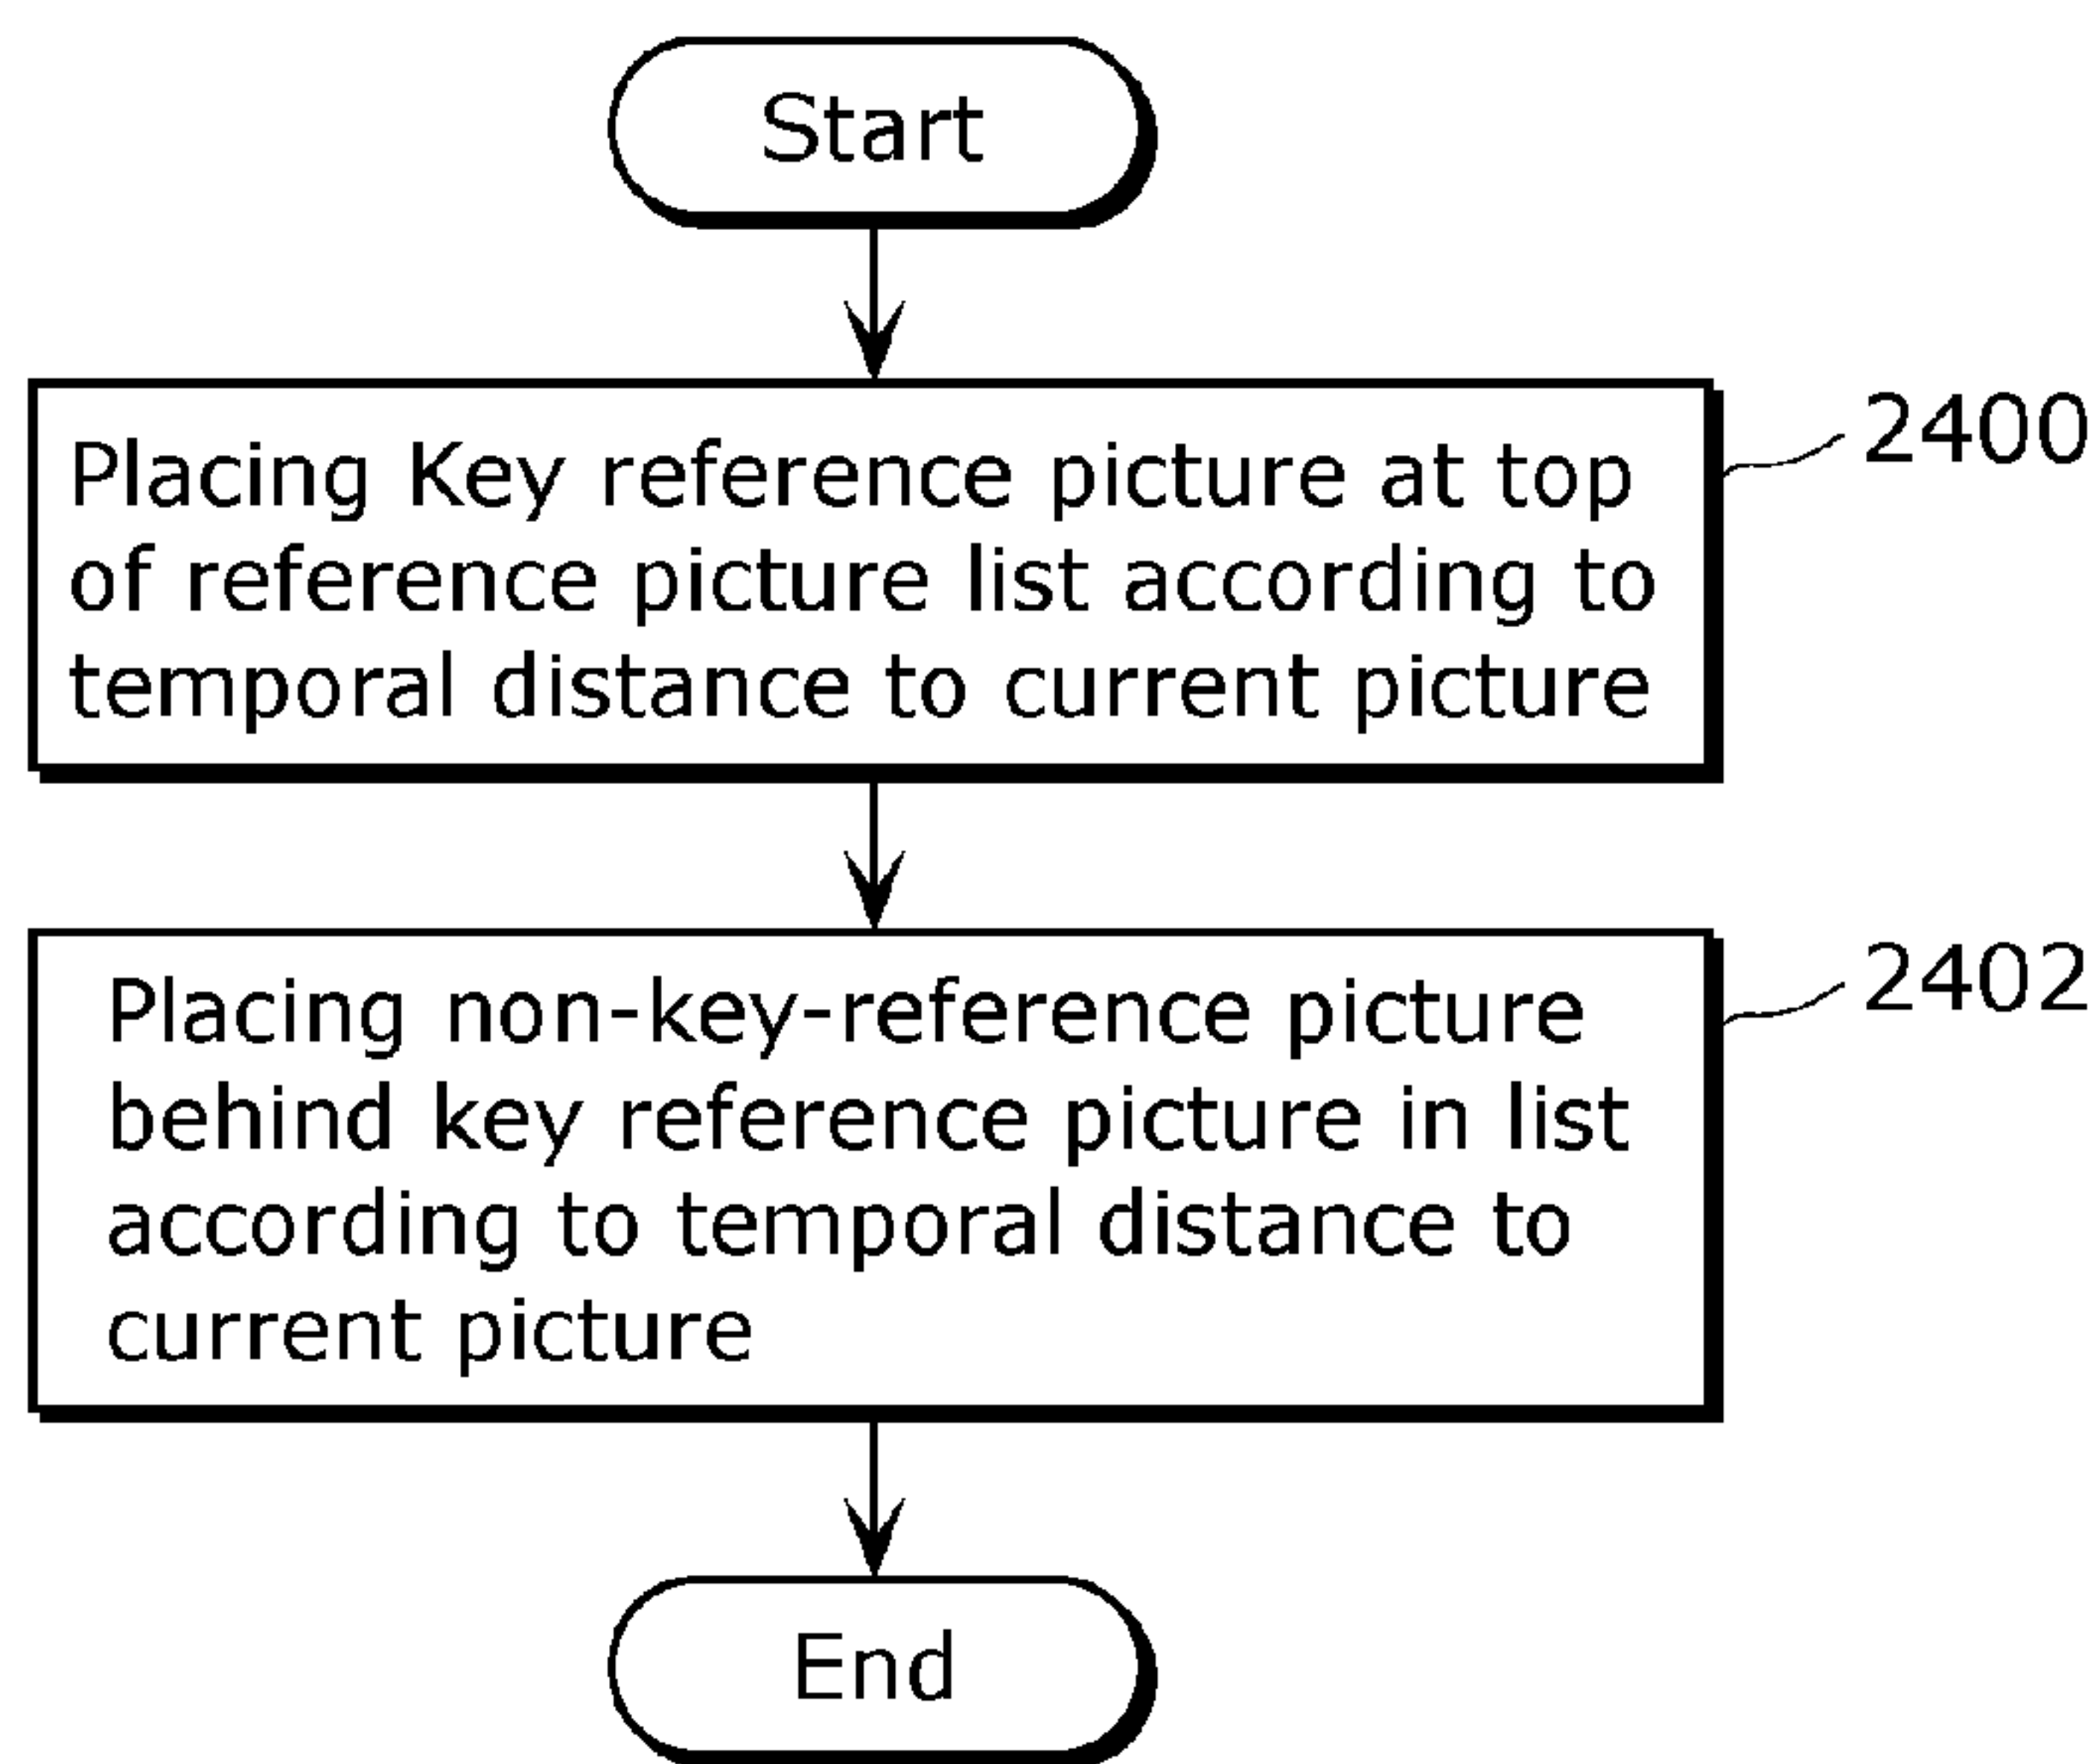 Start
Placing Key reference picture at top
of reference picture list according to
temporal distance to current picture
2400
Placing non-key-reference picture
behind key reference picture in list
according to temporal distance to
current picture
2402
End